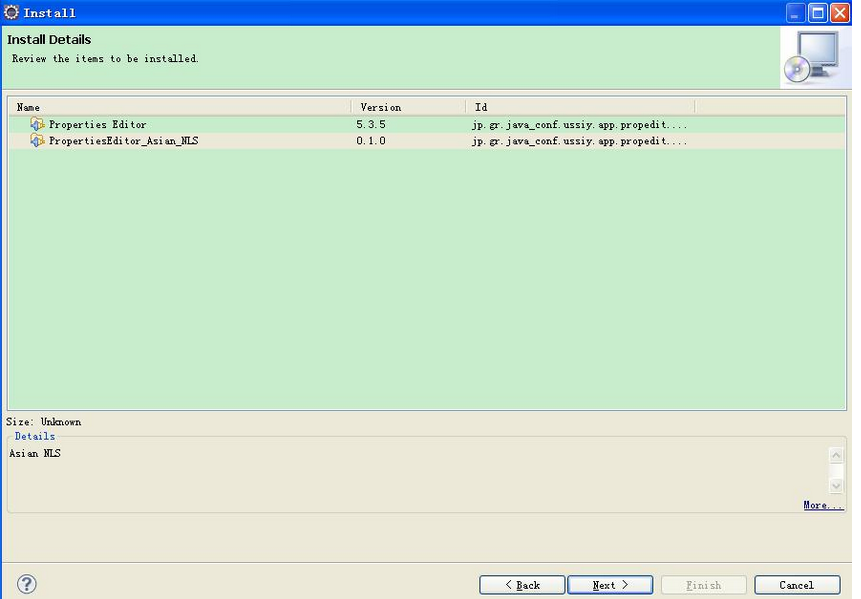 Install
Install Details
Review the items to be installed.
Name Version Id
Properties Editor 5.3.5 jp.gr.java_conf.ussiy.app.propedit....
PropertiesEditor_Asian_NLS 0.1.0 jp.gr.java_conf.ussiy.app.propedit....
Size: Unknown
Details
Asian NLS
More...
? < Back Next > Finish Cancel